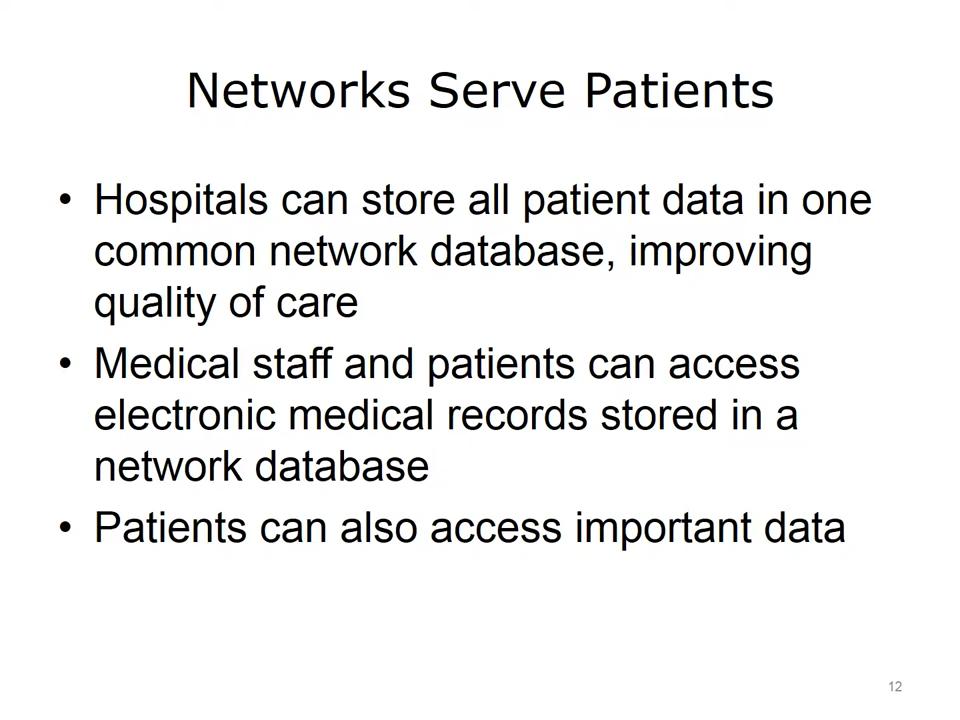 Networks Serve Patients
• Hospitals can store all patient data in one
common network database, improving
quality of care
• Medical staff and patients can access
electronic medical records stored in a
network database
• Patients can also access important data
12